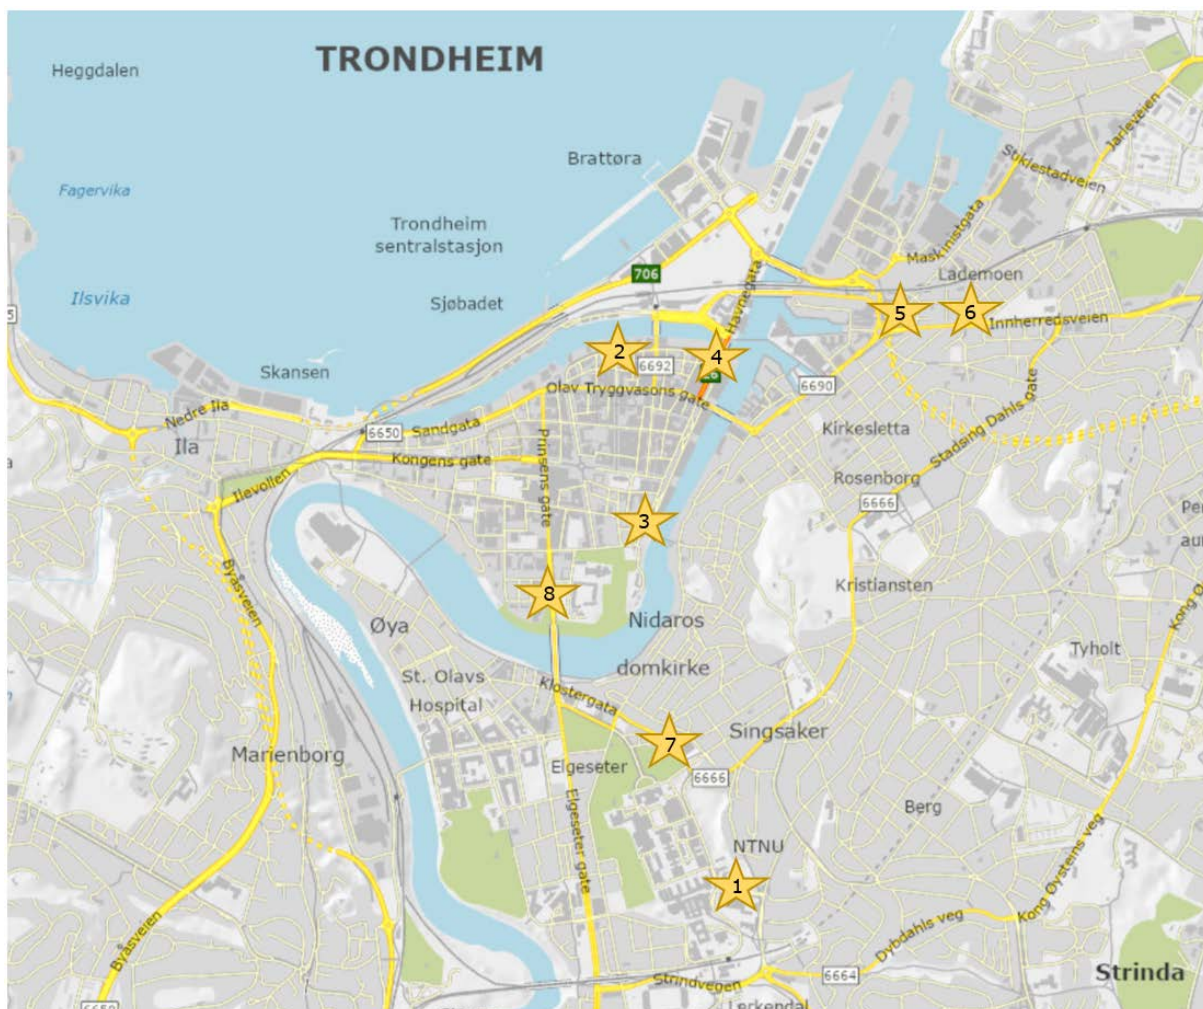 TRONDHEIM
Heggdalen
Brattøra
Stiklestadveien
Jarleveien
Fagervika
Trondheim
sentralstasjon
Maskinistgata
706
Lademoen
Ilsvika
Sjøbadet
Havnegata
5
6
Innherredsveien
2
4
6692
Skansen
Olav Tryggvasons gate
6690
Nedre Ila
6650
Sandgata
Ila
Prinsens gate
Kirkesletta
Stadsing Dahls gate
Kongens gate
Ilevollen
Rosenborg
6666
3
Byåsveien
Kristiansten
8
Øya
Nidaros
domkirke
Kong Ø
Tyholt
St. Olavs
Hospital
Klostergata
Singsaker
7
Marienborg
Elgeseter
6666
Elgeseter gate
Berg
NTNU
1
Kong Øysteins veg
Dybdahls veg
Byåsveien
6664
Strindvegen
Strinda
Lerkendal